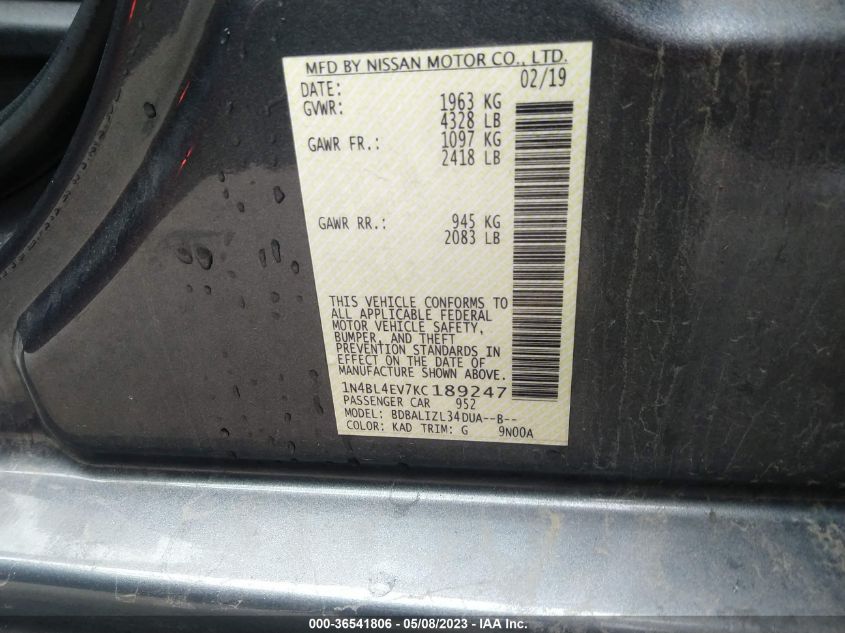 MFD BY NISSAN MOTOR CO., LTD.
DATE: 02/19
GVWR: 1963 KG
4328 LB
GAWR FR.: 1097 KG
2418 LB
GAWR RR.: 945 KG
2083 LB
THIS VEHICLE CONFORMS TO
ALL APPLICABLE FEDERAL
MOTOR VEHICLE SAFETY,
BUMPER, AND THEFT
PREVENTION STANDARDS IN
EFFECT ON THE DATE OF
MANUFACTURE SHOWN ABOVE.
1N4BL4EV7KC189247
PASSENGER CAR 952
MODEL: BDBALIZL34DUA--B--
COLOR: KAD TRIM: G 9N00A
000-36541806 - 05/08/2023 - © IAA Inc.